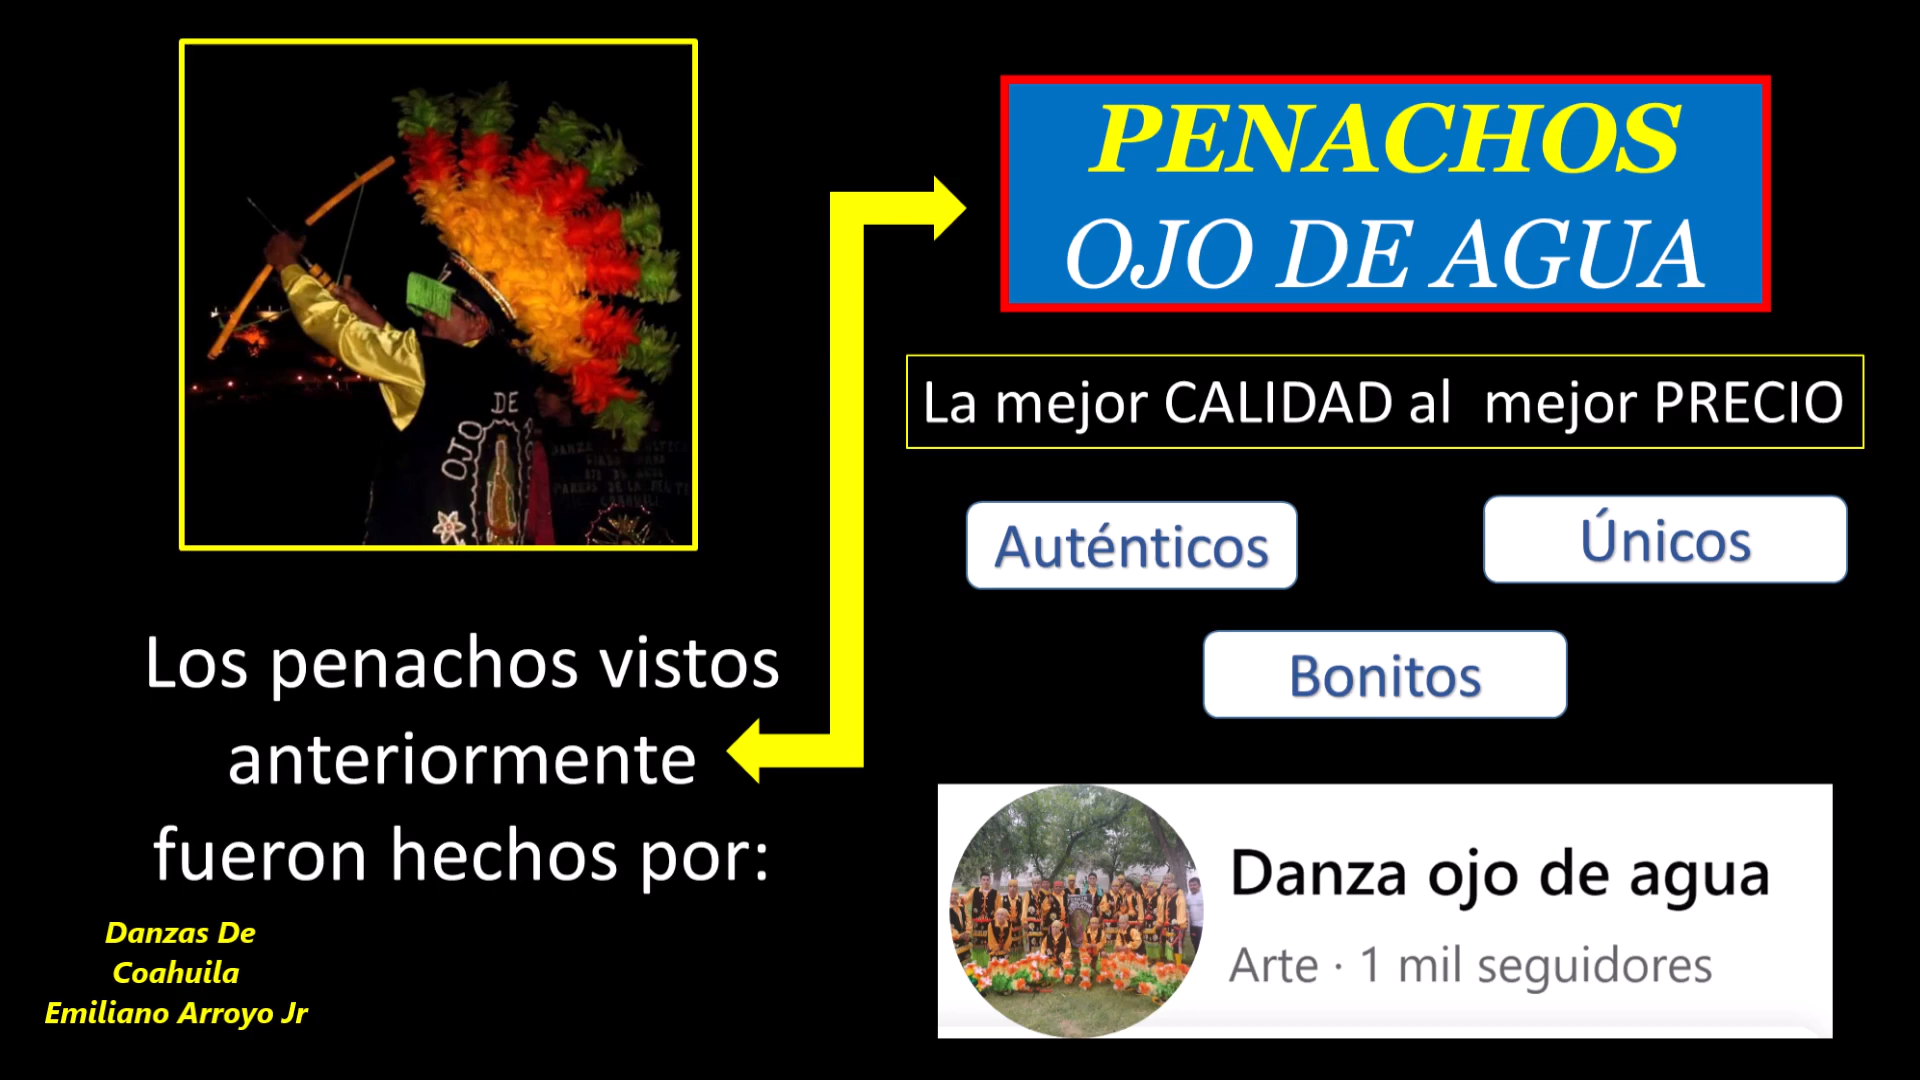 DE
OJO
PENACHOS
OJO DE AGUA
La mejor CALIDAD al mejor PRECIO
Auténticos
Únicos
Bonitos
Los penachos vistos
anteriormente
fueron hechos por:
Danza ojo de agua
Arte · 1 mil seguidores
Danzas De
Coahuila
Emiliano Arroyo Jr